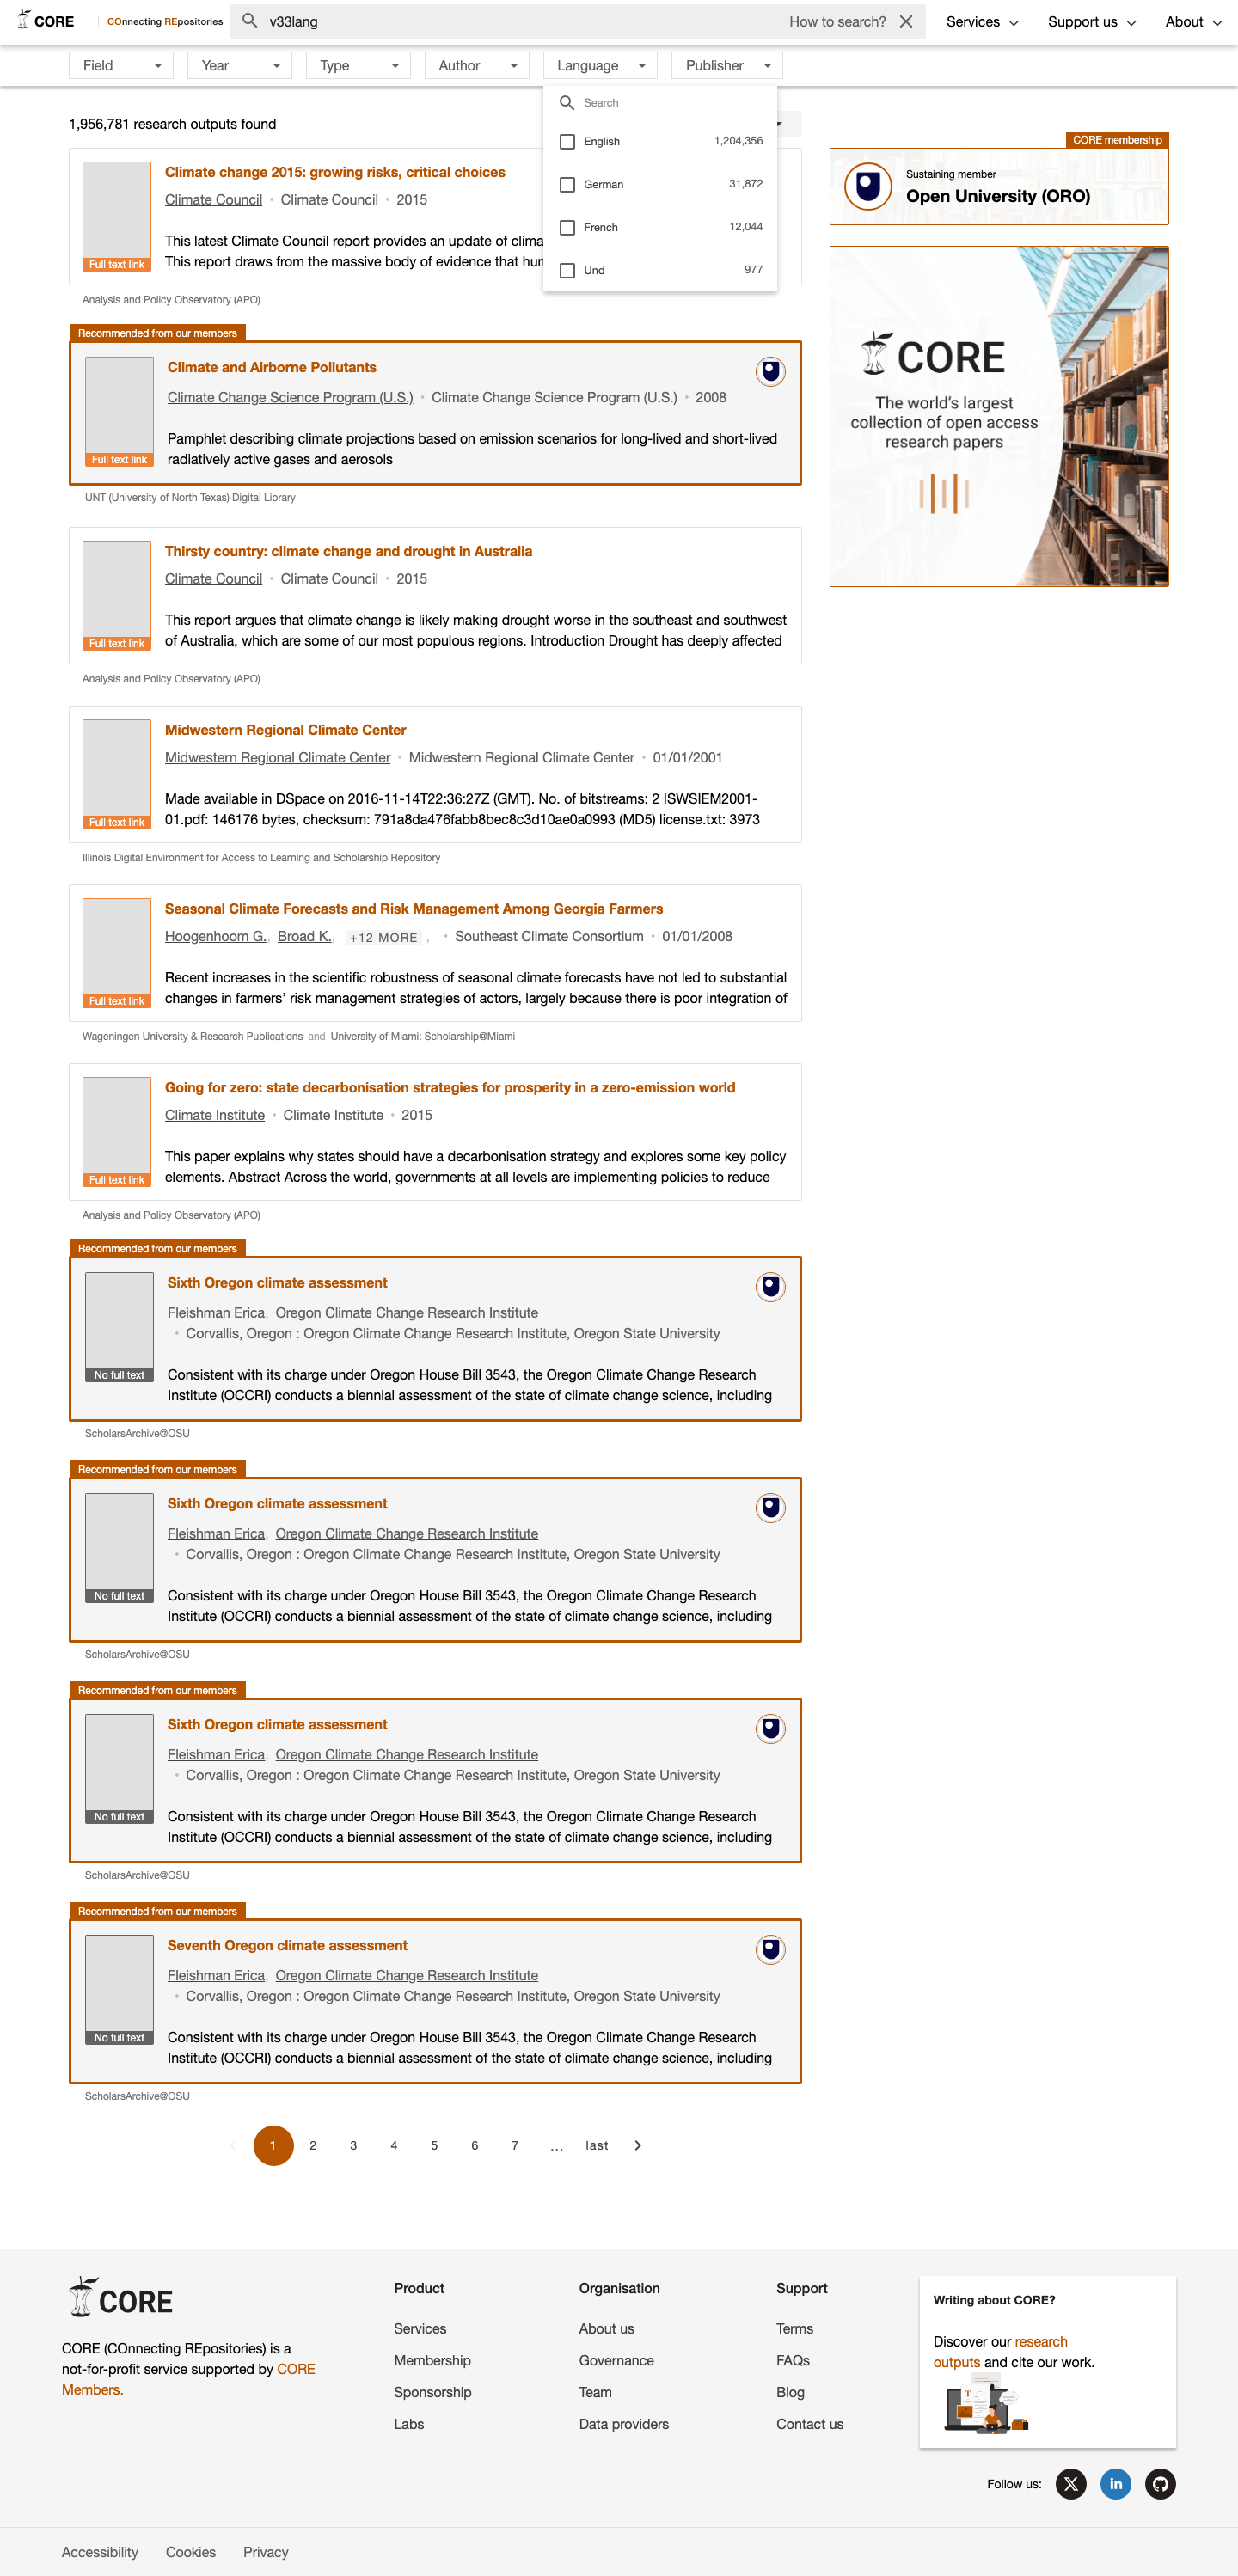 CORE
COnnecting REpositories
v33lang
How to search?
Services
Support us
About
Field
Year
Type
Author
Language
Publisher
Search
English 1,204,356
German 31,872
French 12,044
Und 977
1,956,781 research outputs found
Climate change 2015: growing risks, critical choices
Climate Council • Climate Council • 2015
This latest Climate Council report provides an update of
This report draws from the massive body of evidence that
Full text link
Analysis and Policy Observatory (APO)
Recommended from our members
Climate and Airborne Pollutants
Climate Change Science Program (U.S.) • Climate Change Science Program (U.S.) • 2008
Pamphlet describing climate projections based on emission scenarios for long-lived and short-lived
radiatively active gases and aerosols
Full text link
UNT (University of North Texas) Digital Library
Thirsty country: climate change and drought in Australia
Climate Council • Climate Council • 2015
This report argues that climate change is likely making drought worse in the southeast and southwest
of Australia, which are some of our most populous regions. Introduction Drought has deeply affected
Full text link
Analysis and Policy Observatory (APO)
Midwestern Regional Climate Center
Midwestern Regional Climate Center • Midwestern Regional Climate Center • 01/01/2001
Made available in DSpace on 2016-11-14T22:36:27Z (GMT). No. of bitstreams: 2 ISWSIEM2001-
01.pdf: 146176 bytes, checksum: 791a8da476fabb8bec8c3d10ae0a0993 (MD5) license.txt: 3973
Full text link
Illinois Digital Environment for Access to Learning and Scholarship Repository
Seasonal Climate Forecasts and Risk Management Among Georgia Farmers
Hoogenhoom G., Broad K., +12 MORE , • Southeast Climate Consortium • 01/01/2008
Recent increases in the scientific robustness of seasonal climate forecasts have not led to substantial
changes in farmers’ risk management strategies of actors, largely because there is poor integration of
Full text link
Wageningen University & Research Publications and University of Miami: Scholarship@Miami
Going for zero: state decarbonisation strategies for prosperity in a zero-emission world
Climate Institute • Climate Institute • 2015
This paper explains why states should have a decarbonisation strategy and explores some key policy
elements. Abstract Across the world, governments at all levels are implementing policies to reduce
Full text link
Analysis and Policy Observatory (APO)
Recommended from our members
Sixth Oregon climate assessment
Fleishman Erica, Oregon Climate Change Research Institute
• Corvallis, Oregon : Oregon Climate Change Research Institute, Oregon State University
Consistent with its charge under Oregon House Bill 3543, the Oregon Climate Change Research
Institute (OCCRI) conducts a biennial assessment of the state of climate change science, including
No full text
ScholarsArchive@OSU
Recommended from our members
Sixth Oregon climate assessment
Fleishman Erica, Oregon Climate Change Research Institute
• Corvallis, Oregon : Oregon Climate Change Research Institute, Oregon State University
Consistent with its charge under Oregon House Bill 3543, the Oregon Climate Change Research
Institute (OCCRI) conducts a biennial assessment of the state of climate change science, including
No full text
ScholarsArchive@OSU
Recommended from our members
Sixth Oregon climate assessment
Fleishman Erica, Oregon Climate Change Research Institute
• Corvallis, Oregon : Oregon Climate Change Research Institute, Oregon State University
Consistent with its charge under Oregon House Bill 3543, the Oregon Climate Change Research
Institute (OCCRI) conducts a biennial assessment of the state of climate change science, including
No full text
ScholarsArchive@OSU
Recommended from our members
Seventh Oregon climate assessment
Fleishman Erica, Oregon Climate Change Research Institute
• Corvallis, Oregon : Oregon Climate Change Research Institute, Oregon State University
Consistent with its charge under Oregon House Bill 3543, the Oregon Climate Change Research
Institute (OCCRI) conducts a biennial assessment of the state of climate change science, including
No full text
ScholarsArchive@OSU
1 2 3 4 5 6 7 ... last
CORE membership
Sustaining member
Open University (ORO)
CORE
The world's largest
collection of open access
research papers
CORE
CORE (COnnecting REpositories) is a
not-for-profit service supported by CORE
Members.
Product
Services
Membership
Sponsorship
Labs
Organisation
About us
Governance
Team
Data providers
Support
Terms
FAQs
Blog
Contact us
Writing about CORE?
Discover our research
outputs and cite our work.
Follow us:
Accessibility
Cookies
Privacy